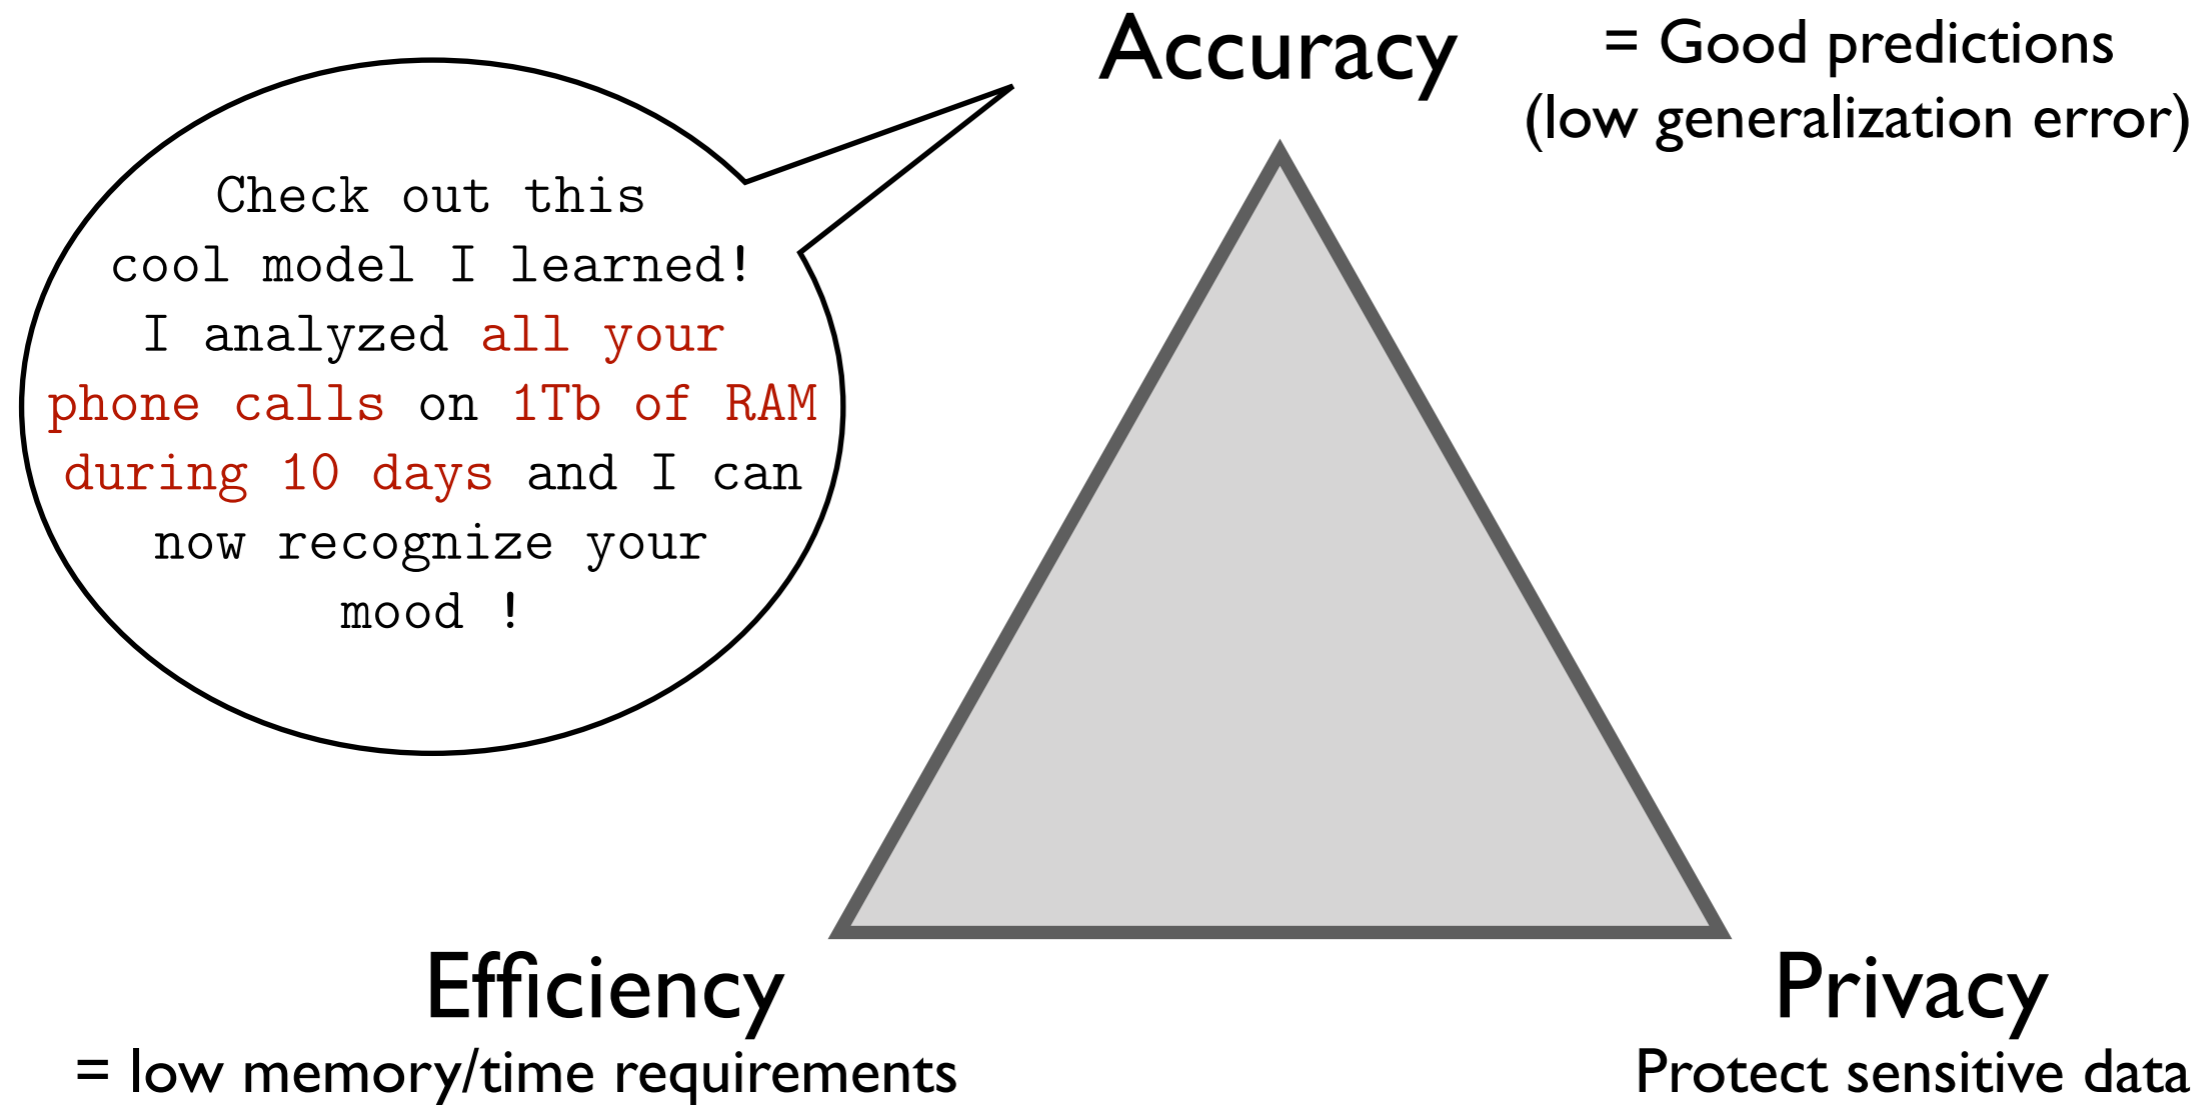 Accuracy
= Good predictions
(low generalization error)
Check out this
cool model I learned!
I analyzed all your
phone calls on 1Tb of RAM
during 10 days and I can
now recognize your
mood !
Efficiency
= low memory/time requirements
Privacy
Protect sensitive data